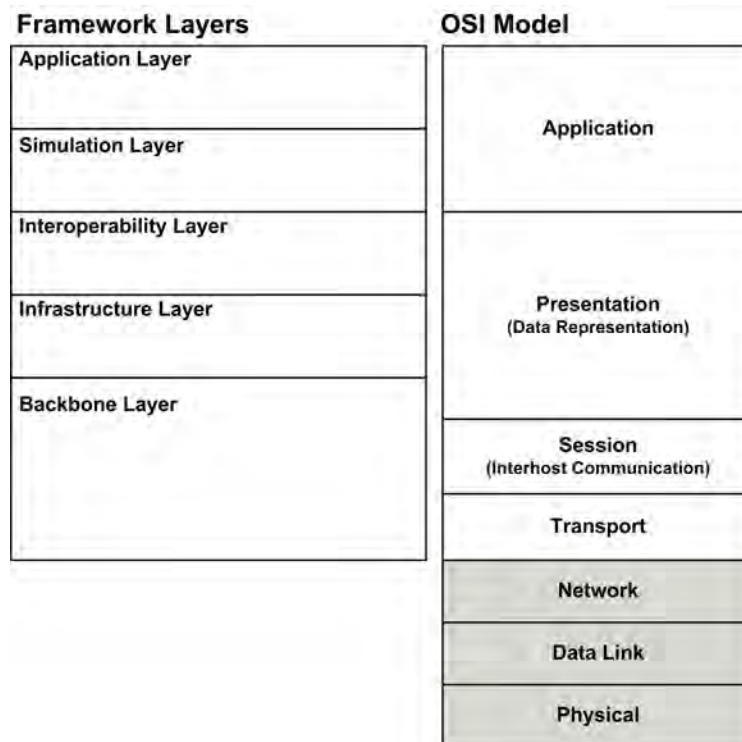 Framework Layers
Application Layer
Simulation Layer
Interoperability Layer
Infrastructure Layer
Backbone Layer
OSI Model
Application
Presentation
(Data Representation)
Session
(Interhost Communication)
Transport
Network
Data Link
Physical